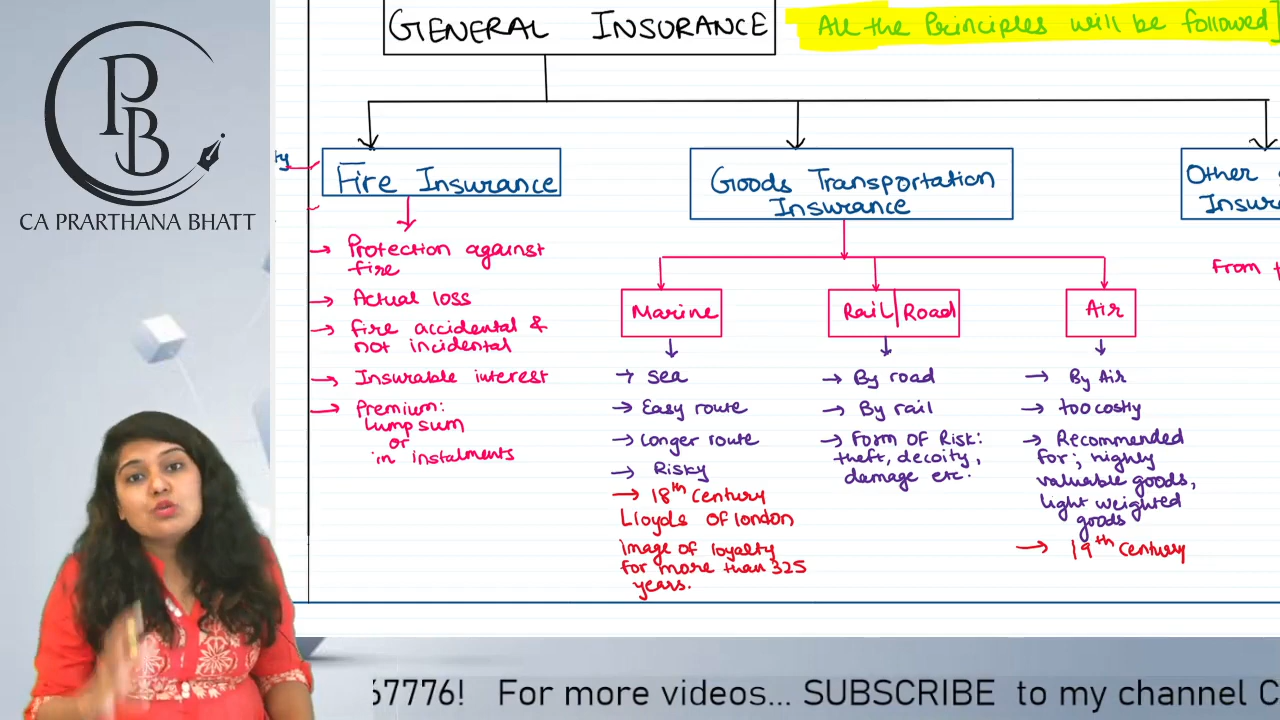 GENERAL INSURANCE
All the Principles will be followed]
PB
CA PRARTHANA BHATT
ty
Fire Insurance
Protection against
fire
Actual loss
fire accidental &
not incidental
Insurable interest
Premium:
Lump sum
or
in instalments
Goods Transportation
Insurance
Marine
sea
Easy route
Longer route
Risky
18th Century
Lloyds of london
Image of loyalty
for more than 325
years.
Rail/Road
By road
By rail
Form of Risk:
theft, decoity,
damage etc.
Air
By Air
too costly
Recommended
for; highly
valuable goods,
light weighted
goods
19th Century
Other
Insur
From
67776! For more videos... SUBSCRIBE to my channel C